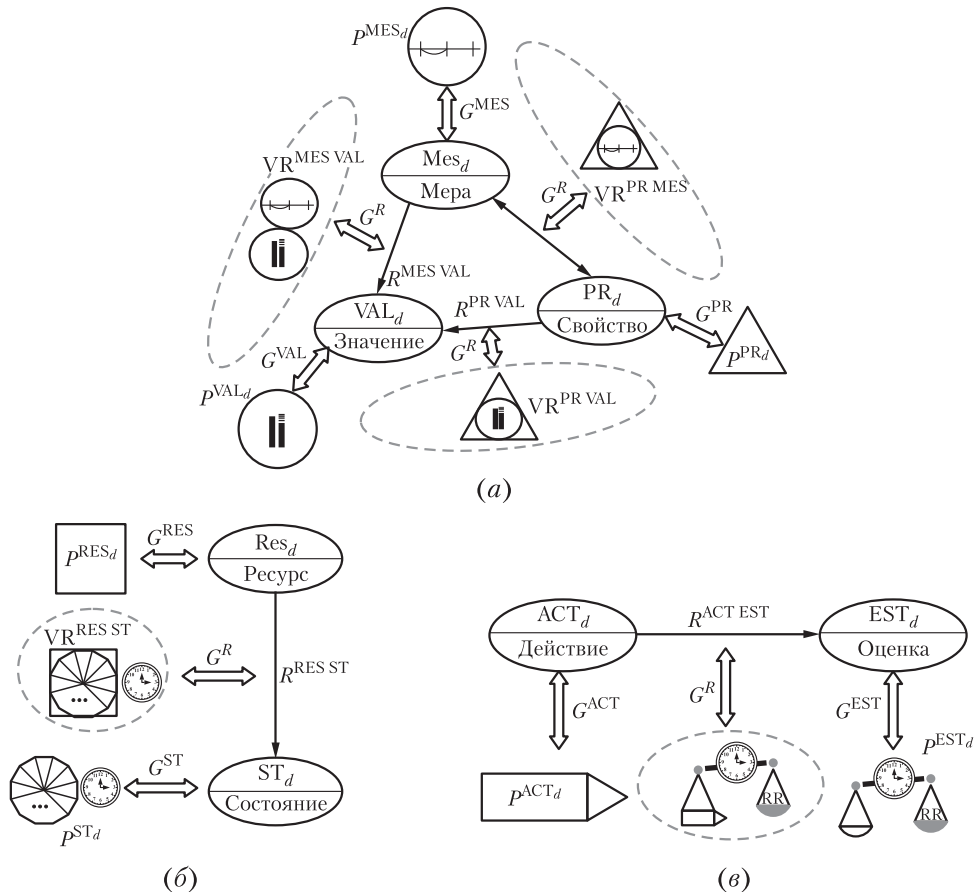 P^MES_d
G^MES
VR^MES VAL
Mes_d
Мера
G^R
G^R
VR^PR MES
R^MES VAL
VAL_d
Значение
R^PR VAL
PR_d
Свойство
G^PR
P^PR_d
G^VAL
G^R
P^VAL_d
VR^PR VAL
(а)
P^RES_d
G^RES
Res_d
Ресурс
VR^RES ST
G^R
R^RES ST
G^ST
ST_d
Состояние
P^ST_d
(б)
ACT_d
Действие
R^ACT EST
EST_d
Оценка
G^ACT
G^R
G^EST
P^ACT_d
RR
P^EST_d
RR
(в)